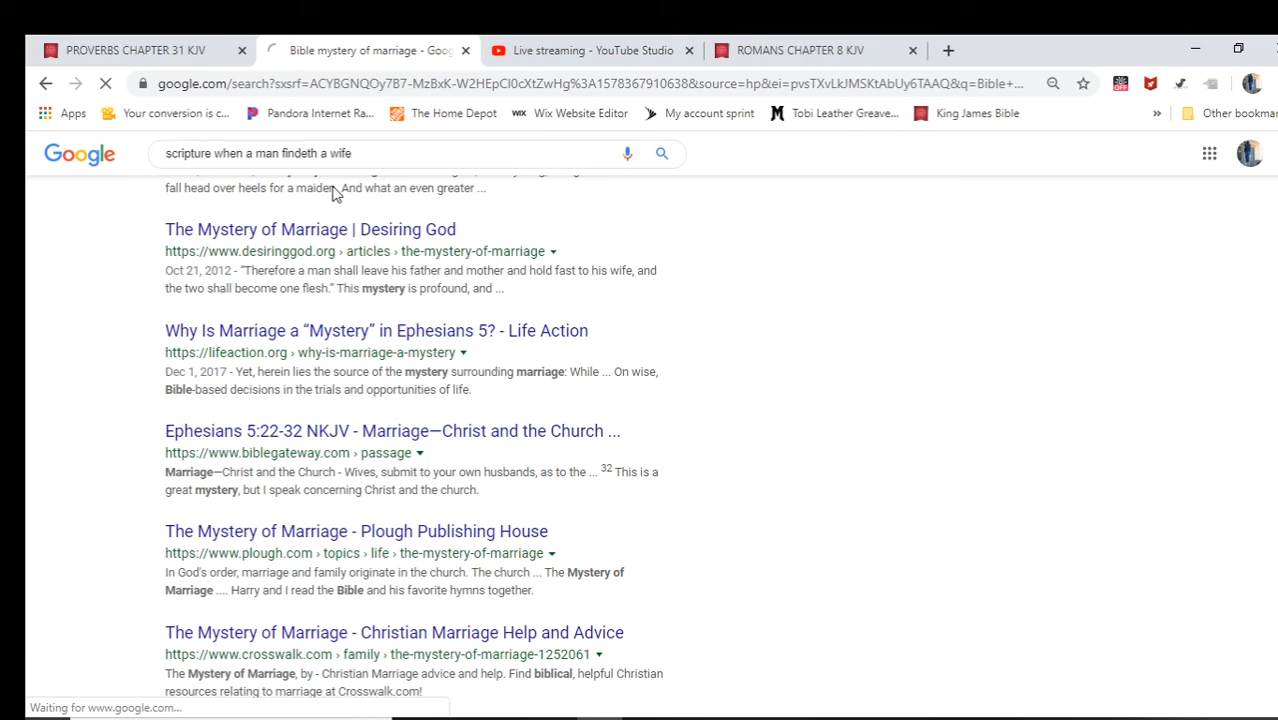 PROVERBS CHAPTER 31 KJV
Bible mystery of marriage - Goog
Live streaming - YouTube Studio
ROMANS CHAPTER 8 KJV
google.com/search?sxsrf=ACYBGNQOy7B7-MzBxK-W2HEpCl0cXtZwHg%3A1578367910638&source=hp&ei=pvsTXvLkJMSKtAbUy6TAAQ&q=Bible+...
Apps
Your conversion is c...
Pandora Internet Ra...
The Home Depot
WIX Wix Website Editor
My account sprint
Tobi Leather Greave...
King James Bible
Other bookmar
Google
scripture when a man findeth a wife
fall head over heels for a maiden. And what an even greater ...
The Mystery of Marriage | Desiring God
https://www.desiringgod.org › articles › the-mystery-of-marriage
Oct 21, 2012 - “Therefore a man shall leave his father and mother and hold fast to his wife, and
the two shall become one flesh.” This mystery is profound, and ...
Why Is Marriage a “Mystery” in Ephesians 5? - Life Action
https://lifeaction.org › why-is-marriage-a-mystery
Dec 1, 2017 - Yet, herein lies the source of the mystery surrounding marriage: While ... On wise,
Bible-based decisions in the trials and opportunities of life.
Ephesians 5:22-32 NKJV - Marriage—Christ and the Church ...
https://www.biblegateway.com › passage
Marriage—Christ and the Church - Wives, submit to your own husbands, as to the ... 32 This is a
great mystery, but I speak concerning Christ and the church.
The Mystery of Marriage - Plough Publishing House
https://www.plough.com › topics › life › the-mystery-of-marriage
In God's order, marriage and family originate in the church. The church ... The Mystery of
Marriage .... Harry and I read the Bible and his favorite hymns together.
The Mystery of Marriage - Christian Marriage Help and Advice
https://www.crosswalk.com › family › the-mystery-of-marriage-1252061
The Mystery of Marriage, by - Christian Marriage advice and help. Find biblical, helpful Christian
resources relating to marriage at Crosswalk.com!
Waiting for www.google.com...